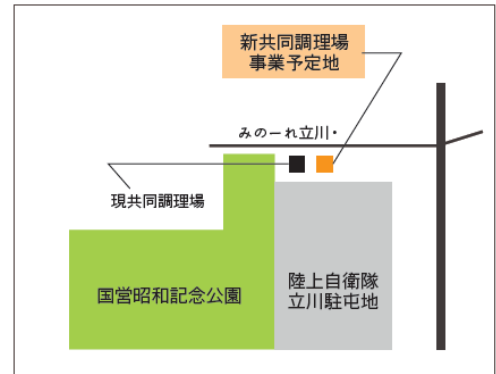 新共同調理場
事業予定地
みのーれ立川・
現共同調理場
国営昭和記念公園
陸上自衛隊
立川駐屯地